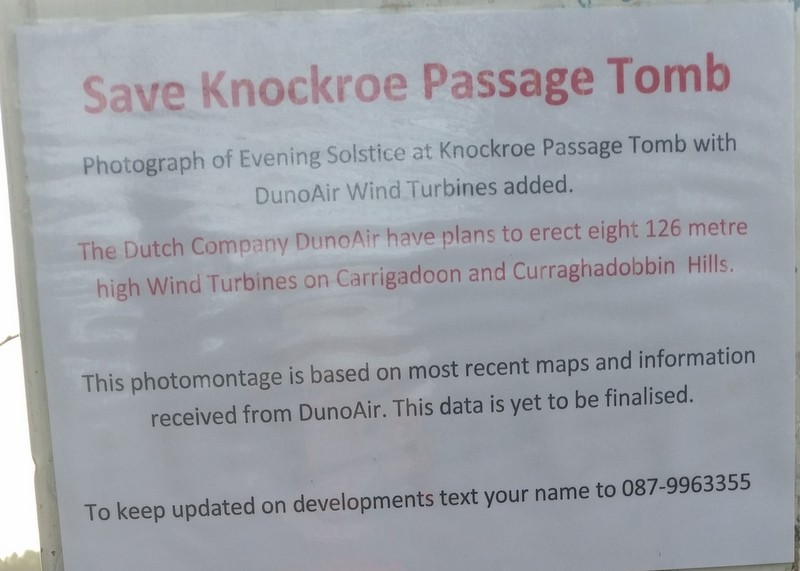 Save Knockroe Passage Tomb
Photograph of Evening Solstice at Knockroe Passage Tomb with
DunoAir Wind Turbines added.
The Dutch Company DunoAir have plans to erect eight 126 metre
high Wind Turbines on Carrigadoon and Curraghadobbin Hills.
This photomontage is based on most recent maps and information
received from DunoAir. This data is yet to be finalised.
To keep updated on developments text your name to 087-9963355